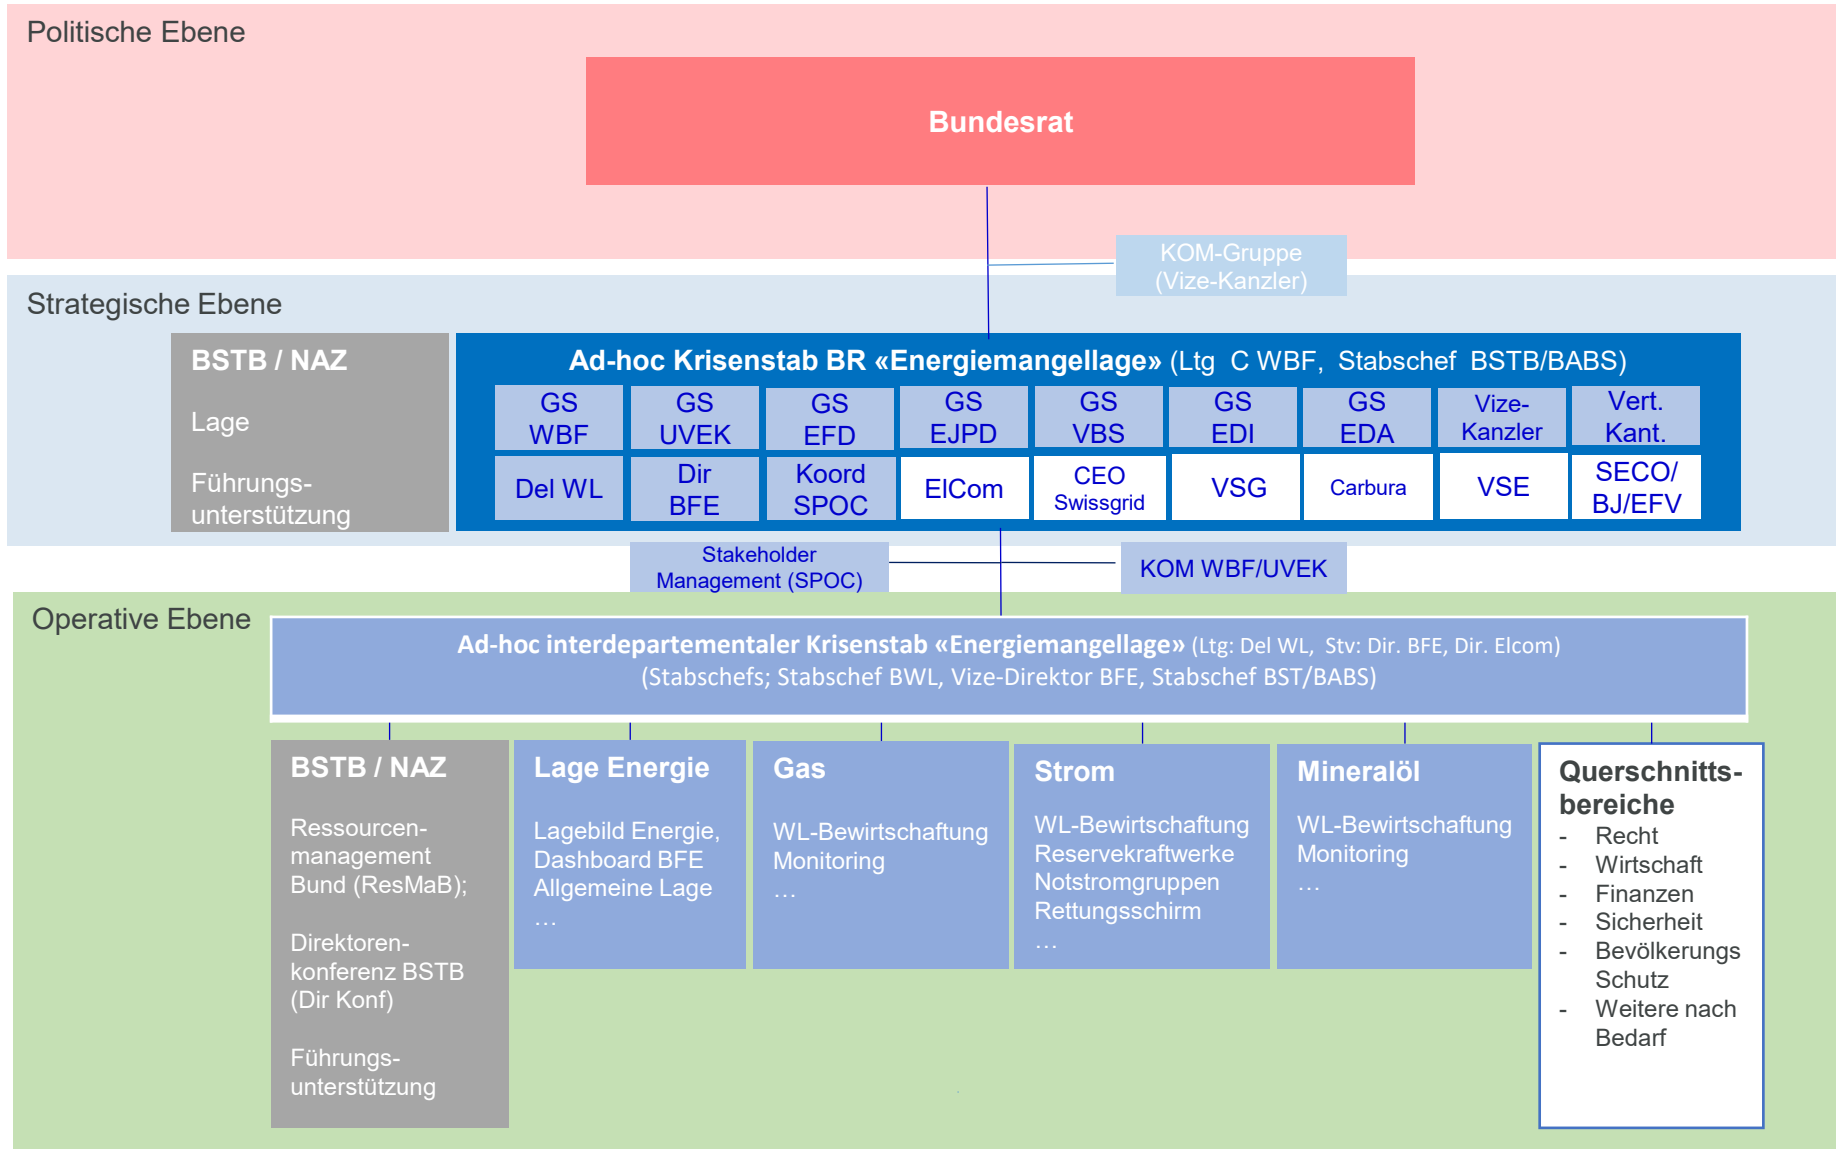 Politische Ebene
Bundesrat
KOM-Gruppe
(Vize-Kanzler)
Strategische Ebene
BSTB / NAZ
Lage
Führungs-
unterstützung
Ad-hoc Krisenstab BR «Energiemangellage» (Ltg C WBF, Stabschef BSTB/BABS)
GS
WBF
GS
UVEK
GS
EFD
GS
EJPD
GS
VBS
GS
EDI
GS
EDA
Vize-
Kanzler
Vert.
Kant.
Del WL
Dir
BFE
Koord
SPOC
ElCom
CEO
Swissgrid
VSG
Carbura
VSE
SECO/
BJ/EFV
Stakeholder
Management (SPOC)
KOM WBF/UVEK
Operative Ebene
Ad-hoc interdepartementaler Krisenstab «Energiemangellage» (Ltg: Del WL, Stv: Dir. BFE, Dir. Elcom)
(Stabschefs; Stabschef BWL, Vize-Direktor BFE, Stabschef BST/BABS)
BSTB / NAZ
Ressourcen-
management
Bund (ResMaB);
Direktoren-
konferenz BSTB
(Dir Konf)
Führungs-
unterstützung
Lage Energie
Lagebild Energie,
Dashboard BFE
Allgemeine Lage
…
Gas
WL-Bewirtschaftung
Monitoring
…
Strom
WL-Bewirtschaftung
Reservekraftwerke
Notstromgruppen
Rettungsschirm
…
Mineralöl
WL-Bewirtschaftung
Monitoring
…
Querschnitts-
bereiche
- Recht
- Wirtschaft
- Finanzen
- Sicherheit
- Bevölkerungs
Schutz
- Weitere nach
Bedarf